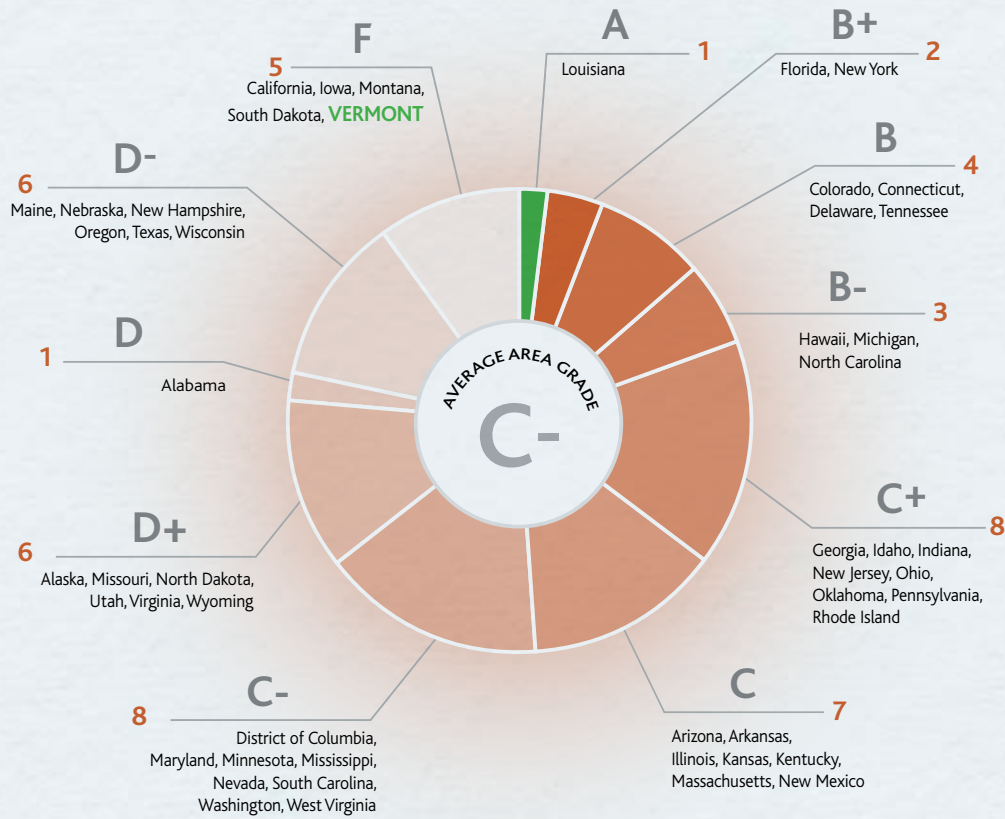 A
1
Louisiana
B+
2
Florida, New York
B
4
Colorado, Connecticut,
Delaware, Tennessee
B-
3
Hawaii, Michigan,
North Carolina
C+
8
Georgia, Idaho, Indiana,
New Jersey, Ohio,
Oklahoma, Pennsylvania,
Rhode Island
C
7
Arizona, Arkansas,
Illinois, Kansas, Kentucky,
Massachusetts, New Mexico
C-
8
District of Columbia,
Maryland, Minnesota, Mississippi,
Nevada, South Carolina,
Washington, West Virginia
D+
6
Alaska, Missouri, North Dakota,
Utah, Virginia, Wyoming
D
1
Alabama
D-
6
Maine, Nebraska, New Hampshire,
Oregon, Texas, Wisconsin
F
5
California, Iowa, Montana,
South Dakota, VERMONT
AVERAGE AREA GRADE
C-